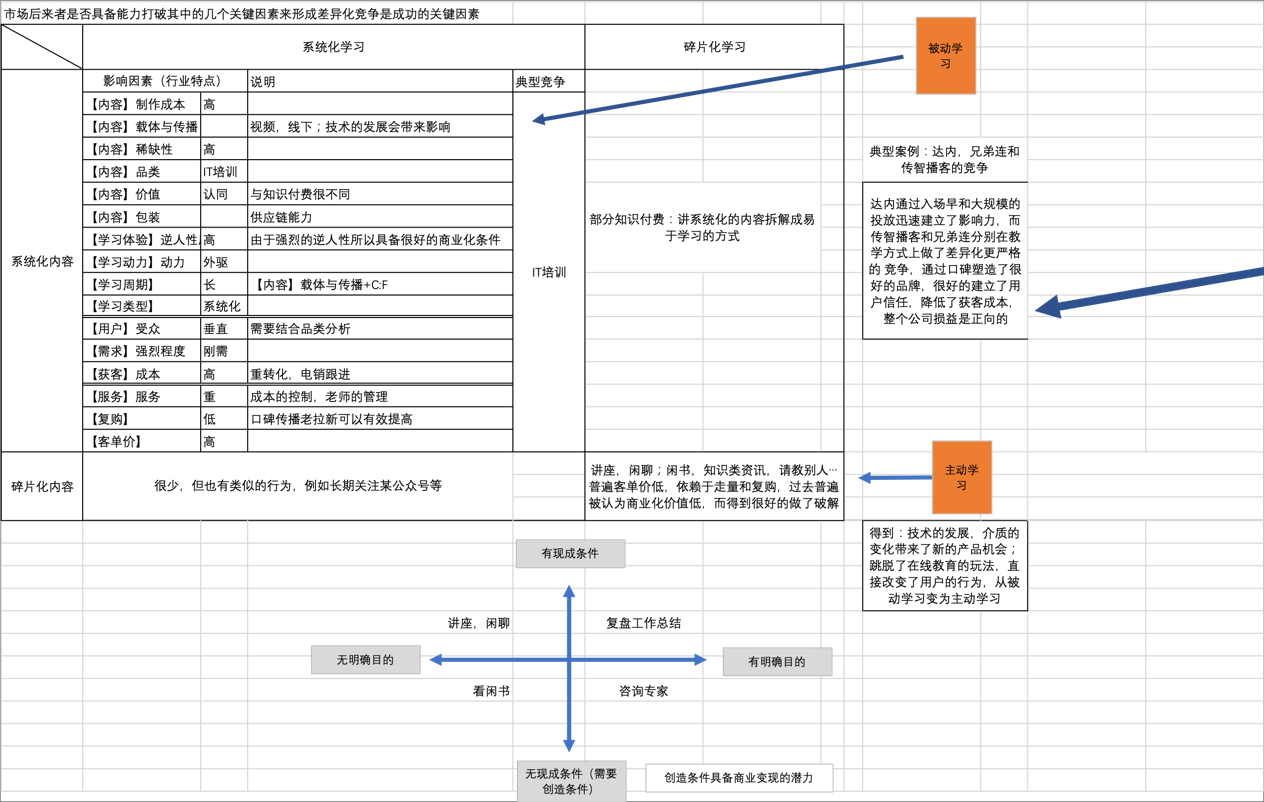 市场后来者是否具备能力打破其中的几个关键因素来形成差异化竞争是成功的关键因素
系统化学习
碎片化学习
被动学
习
影响因素（行业特点）
说明
典型竞争
【内容】制作成本
高
【内容】载体与传播
视频，线下；技术的发展会带来影响
【内容】稀缺性
高
【内容】品类
IT培训
【内容】价值
认同
与知识付费很不同
【内容】包装
供应链能力
【学习体验】逆人性
高
由于强烈的逆人性所以具备很好的商业化条件
【学习动力】动力
外驱
【学习周期】
长
【内容】载体与传播+C:F
【学习类型】
系统化
【用户】受众
垂直
需要结合品类分析
【需求】强烈程度
刚需
【获客】成本
高
重转化，电销跟进
【服务】服务
重
成本的控制，老师的管理
【复购】
低
口碑传播老拉新可以有效提高
【客单价】
高
系统化内容
IT培训
部分知识付费：讲系统化的内容拆解成易
于学习的方式
典型案例：达内，兄弟连和
传智播客的竞争
达内通过入场早和大规模的
投放迅速建立了影响力，而
传智播客和兄弟连分别在教
学方式上做了差异化更严格
的 竞争，通过口碑塑造了很
好的品牌，很好的建立了用
户信任，降低了获客成本，
整个公司损益是正向的
碎片化内容
很少，但也有类似的行为，例如长期关注某公众号等
讲座，闲聊；闲书，知识类资讯，请教别人…
普遍客单价低，依赖于走量和复购，过去普遍
被认为商业化价值低，而得到很好的做了破解
主动学
习
得到：技术的发展，介质的
变化带来了新的产品机会；
跳脱了在线教育的玩法，直
接改变了用户的行为，从被
动学习变为主动学习
有现成条件
讲座，闲聊
复盘工作总结
无明确目的
有明确目的
看闲书
咨询专家
无现成条件（需要
创造条件）
创造条件具备商业变现的潜力